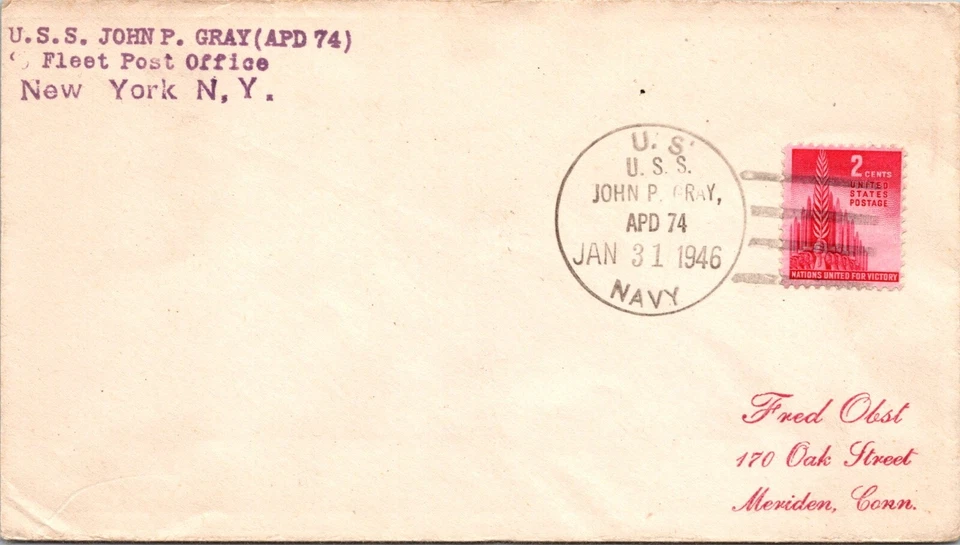 U.S.S. JOHN P. GRAY (APD 74)
℅ Fleet Post Office
New York N,Y.
U. S.
U. S. S.
JOHN P. GRAY,
APD 74
JAN 31 1946
NAVY
2 CENTS
UNITED
STATES
POSTAGE
NATIONS UNITED FOR VICTORY
Fred Obst
170 Oak Street
Meriden, Conn.